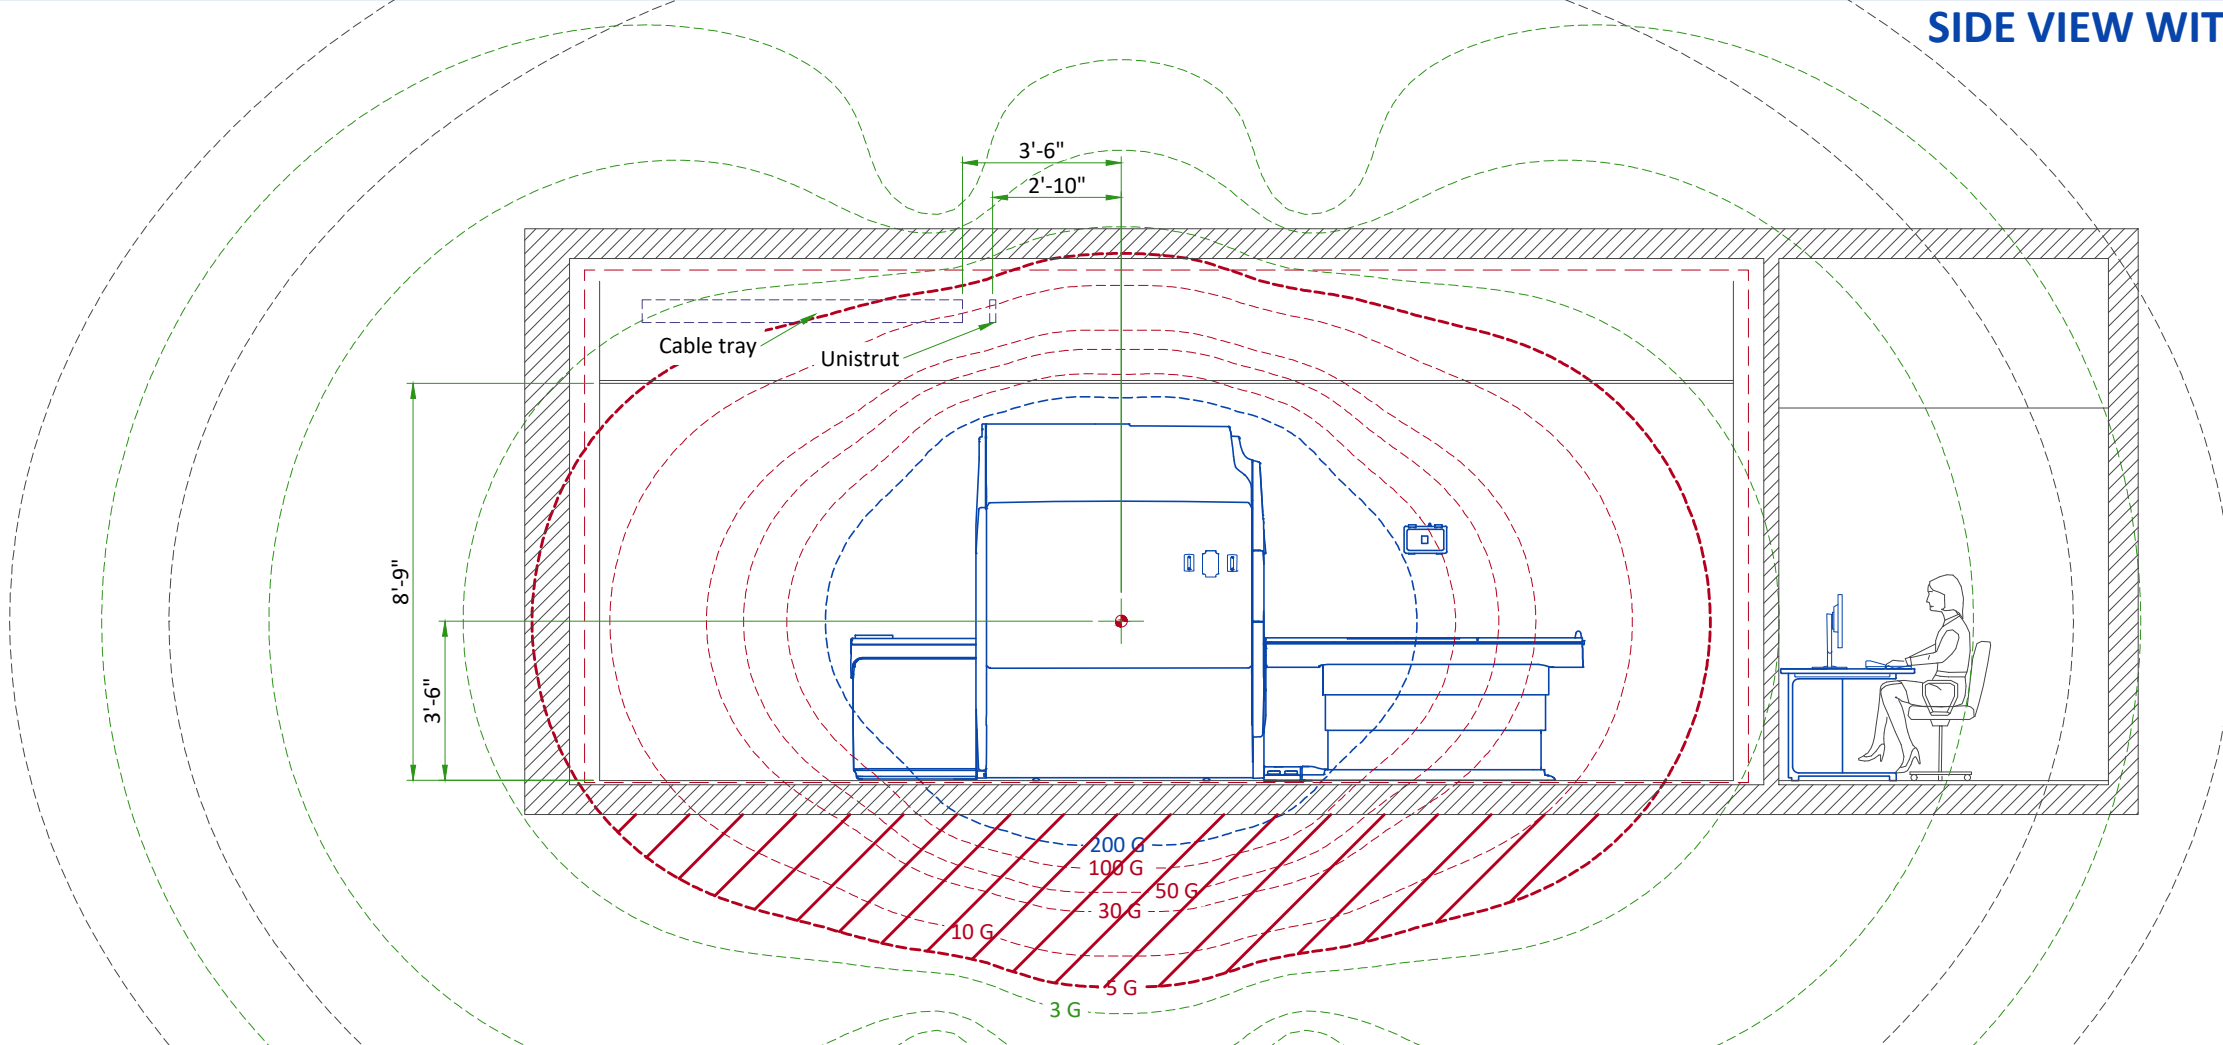 SIDE VIEW WIT
3'-6"
2'-10"
Cable tray
Unistrut
8'-9"
3'-6"
200 G
100 G
50 G
30 G
10 G
5 G
3 G